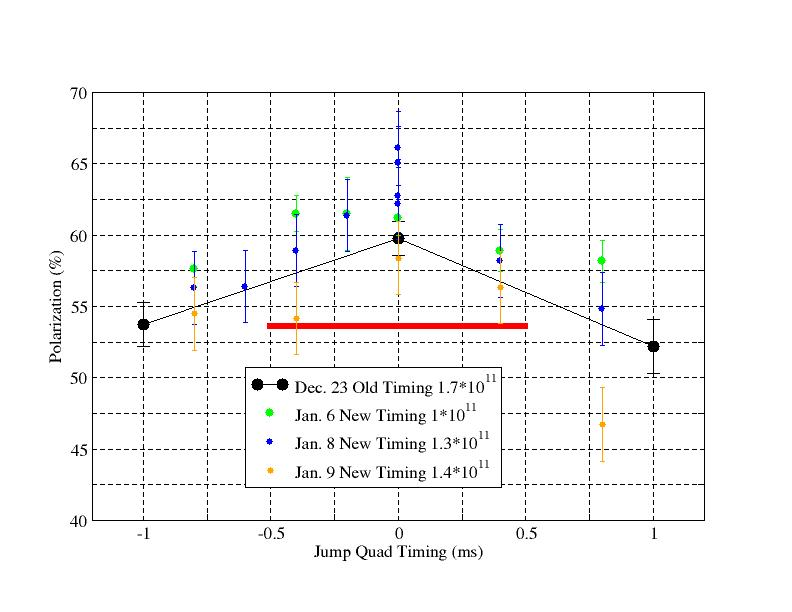 70
65
60
55
50
45
40
Polarization (%)
Dec. 23 Old Timing 1.7*10^11
Jan. 6 New Timing 1*10^11
Jan. 8 New Timing 1.3*10^11
Jan. 9 New Timing 1.4*10^11
-1 -0.5 0 0.5 1
Jump Quad Timing (ms)